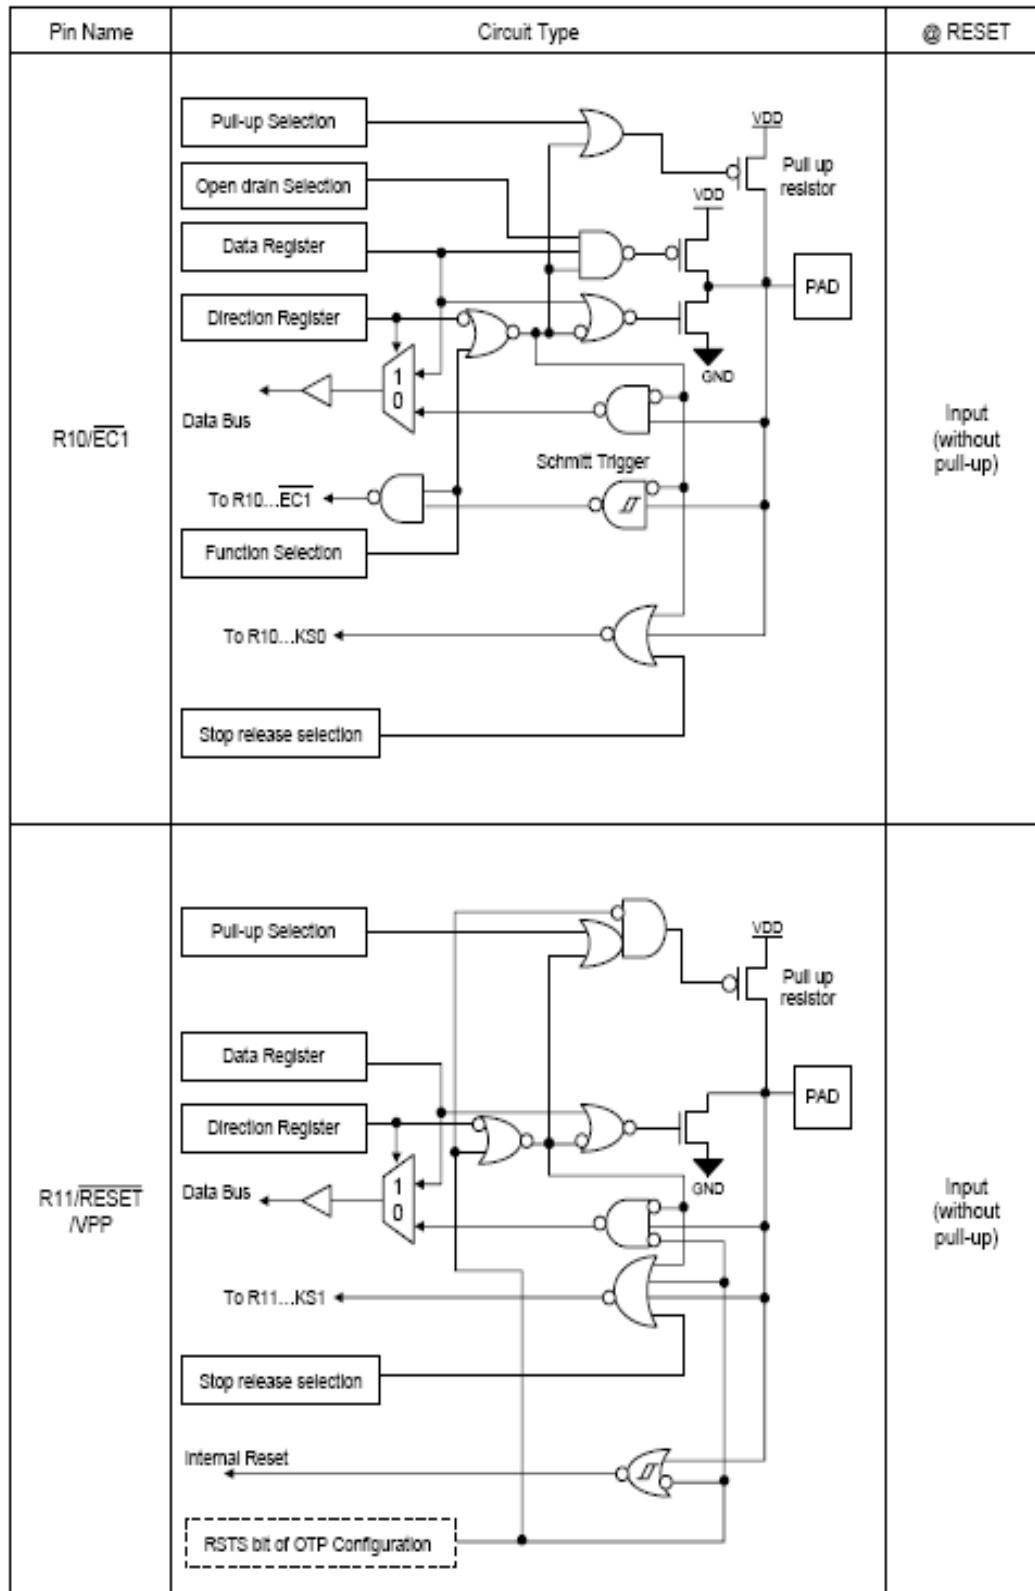 Pin Name
Circuit Type
@ RESET
Pull-up Selection
VDD
Pull up
resistor
Open drain Selection
VDD
Data Register
PAD
Direction Register
GND
1
0
Data Bus
R10/E̅C̅1
Input
(without
pull-up)
Schmitt Trigger
To R10...E̅C̅1̅
Function Selection
To R10...KS0
Stop release selection
Pull-up Selection
VDD
Pull up
resistor
Data Register
PAD
Direction Register
1
0
GND
Data Bus
R11/R̅E̅S̅E̅T̅
/VPP
Input
(without
pull-up)
To R11...KS1
Stop release selection
Internal Reset
RSTS bit of OTP Configuration